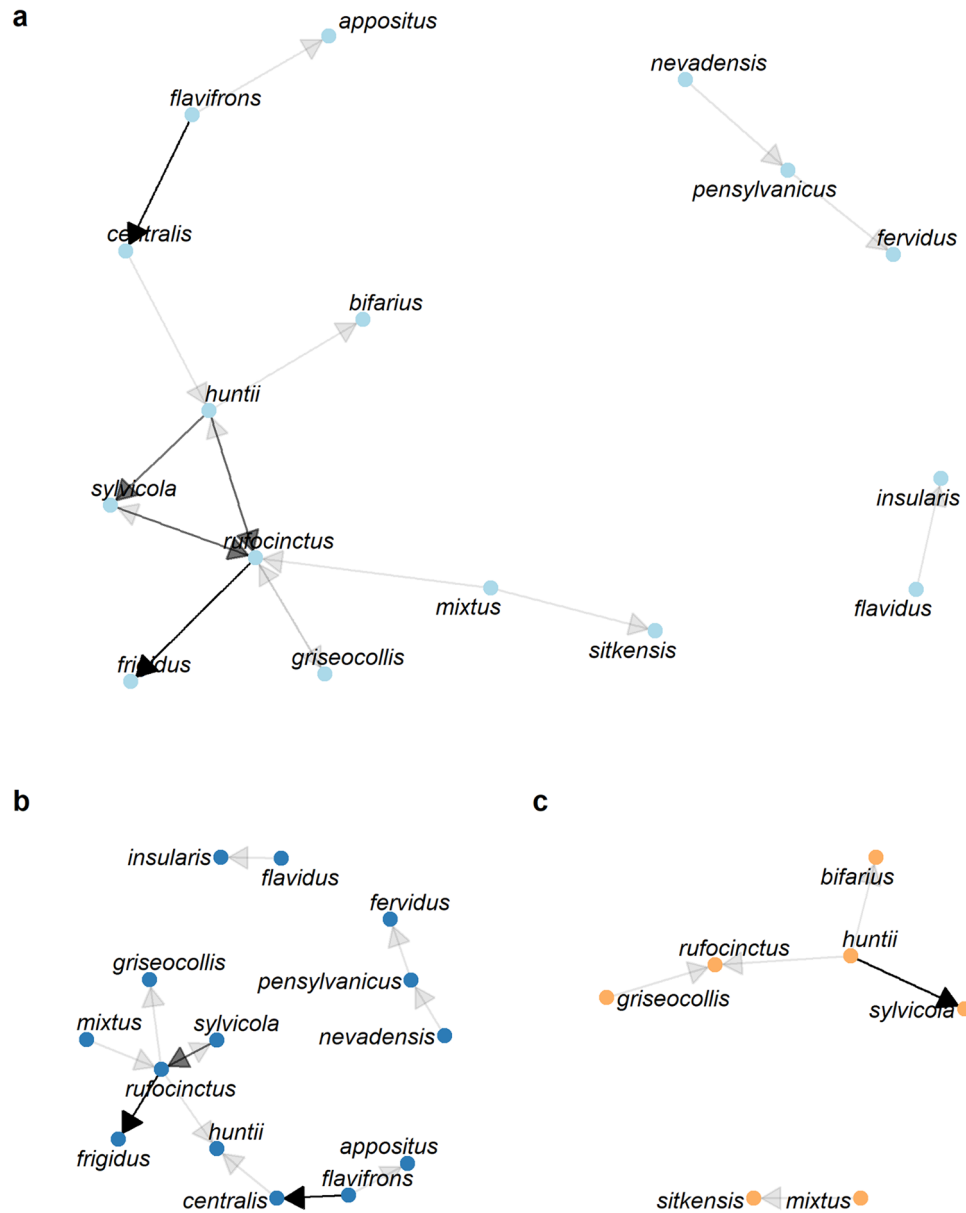 a
appositus
nevadensis
flavifrons
pensylvanicus
centralis
fervidus
bifarius
huntii
sylvicola
insularis
rufocinctus
mixtus
flavidus
sitkensis
griseocollis
frigidus
b
insularis
flavidus
fervidus
griseocollis
pensylvanicus
mixtus
sylvicola
nevadensis
rufocinctus
huntii
appositus
frigidus
flavifrons
centralis
c
bifarius
rufocinctus
huntii
griseocollis
sylvicola
sitkensis
mixtus